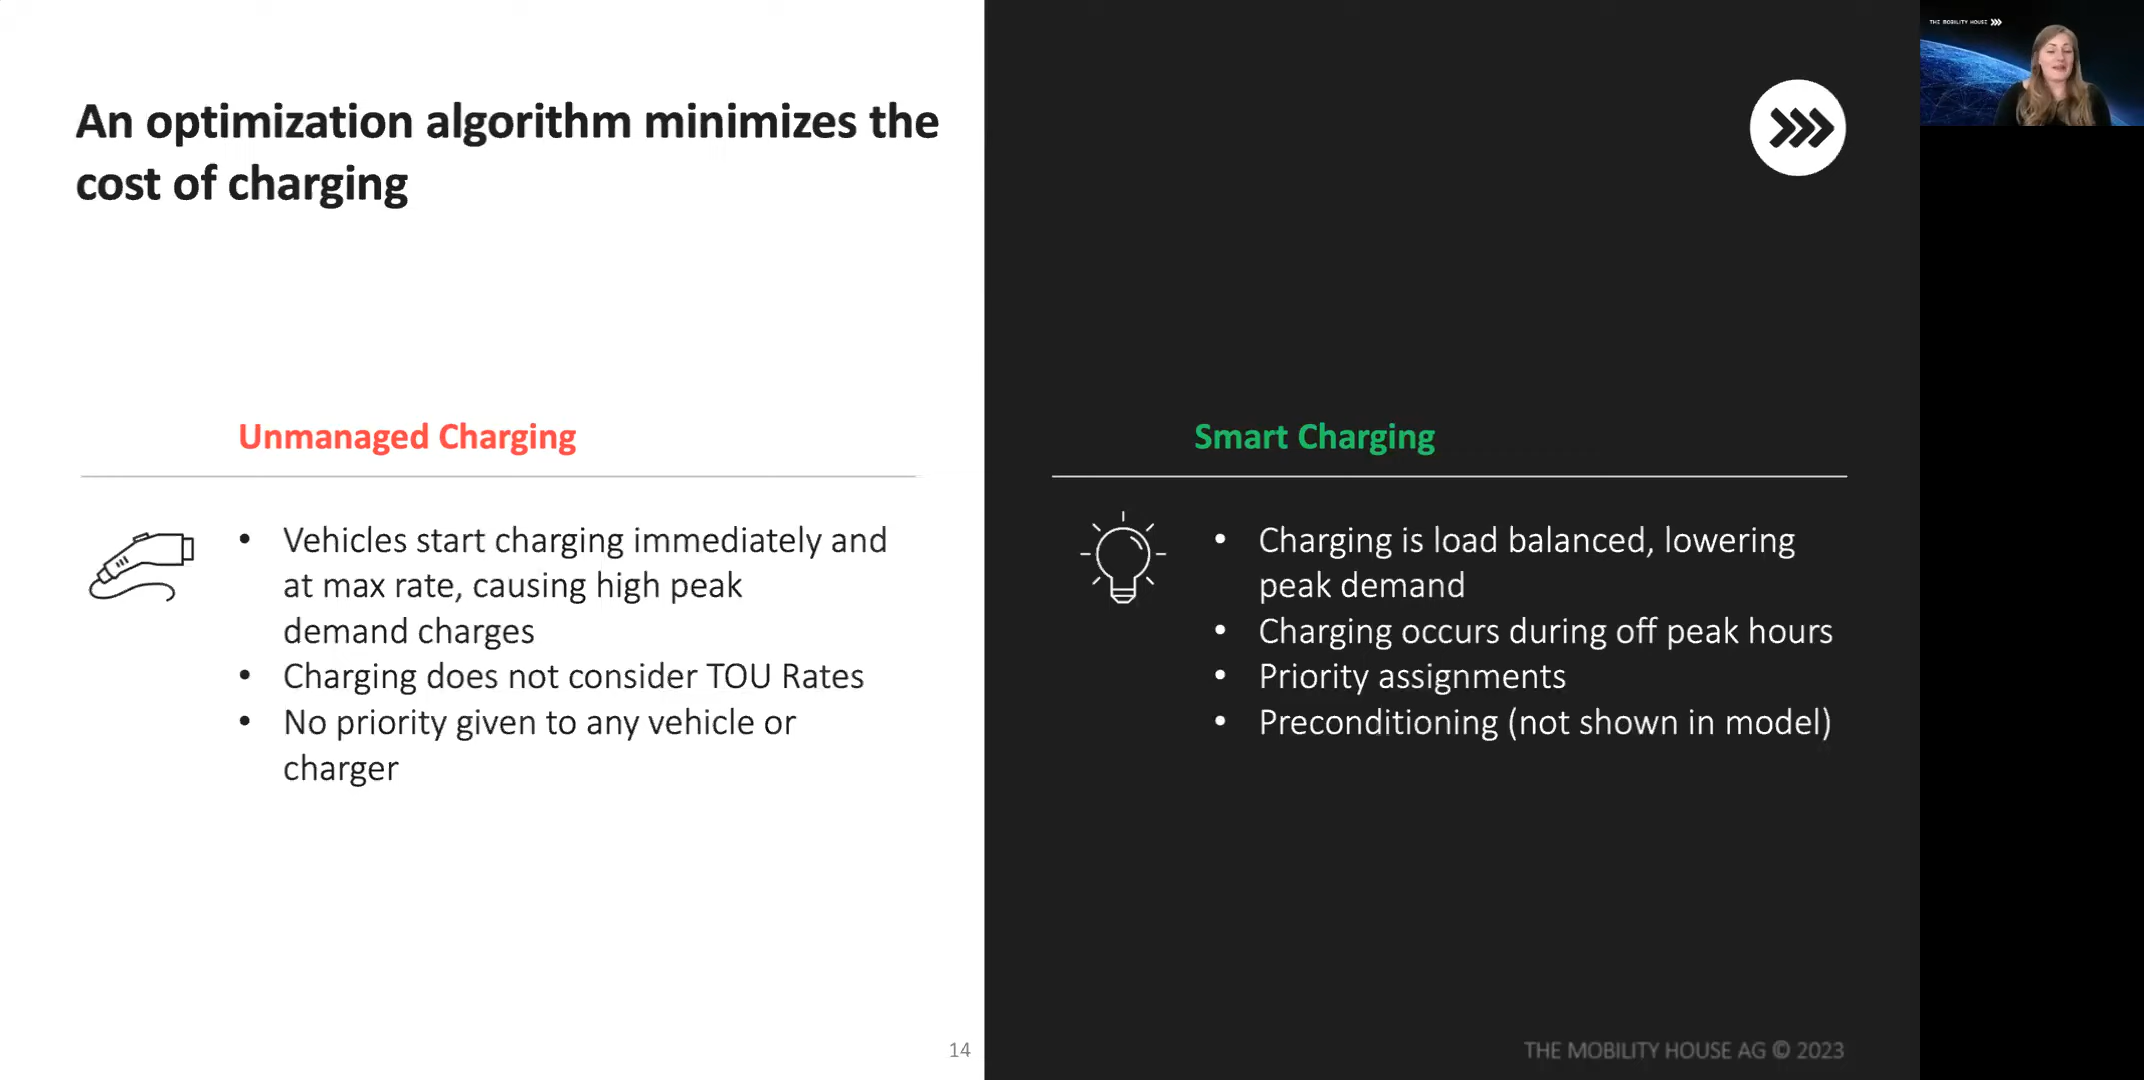 An optimization algorithm minimizes the
cost of charging
Unmanaged Charging
• Vehicles start charging immediately and
at max rate, causing high peak
demand charges
• Charging does not consider TOU Rates
• No priority given to any vehicle or
charger
14
Smart Charging
• Charging is load balanced, lowering
peak demand
• Charging occurs during off peak hours
• Priority assignments
• Preconditioning (not shown in model)
THE MOBILITY HOUSE AG © 2023
THE MOBILITY HOUSE